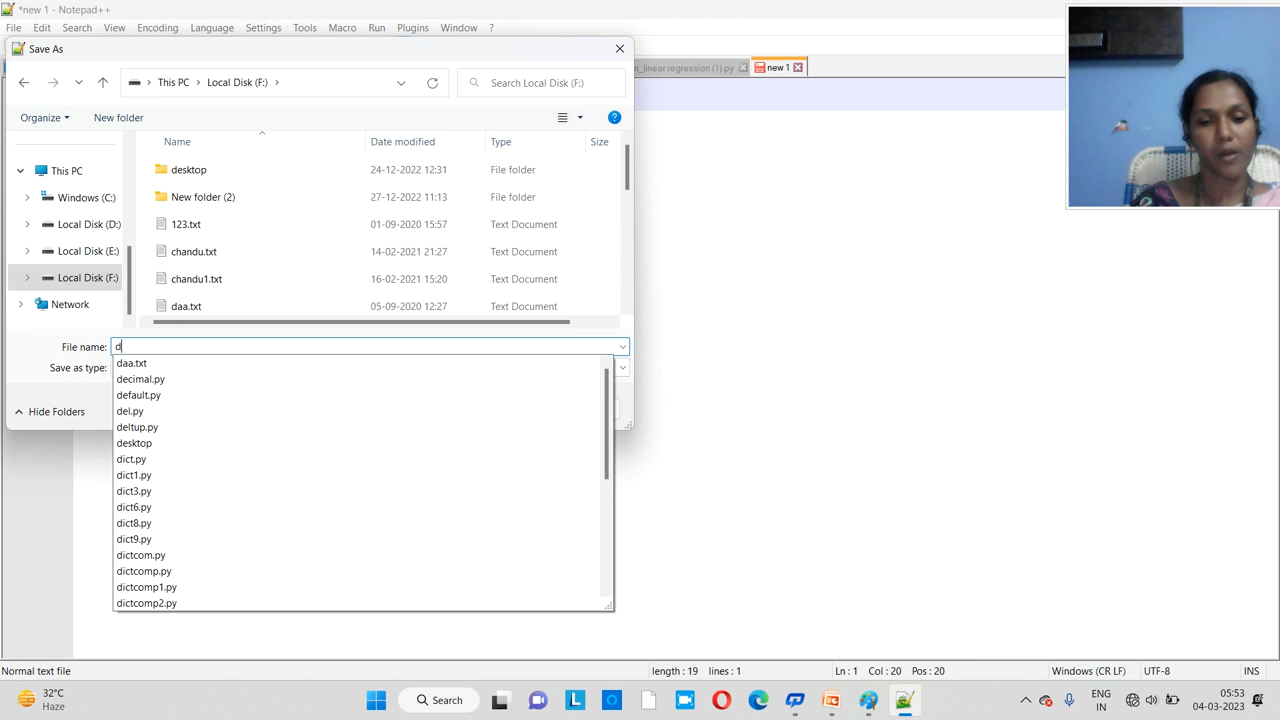 *new 1 - Notepad++
File Edit Search View Encoding Language Settings Tools Macro Run Plugins Window ?
Save As
n_linear regression (1).py new 1
This PC Local Disk (F:) Search Local Disk (F:)
Organize New folder
Name Date modified Type Size
This PC
Windows (C:)
Local Disk (D:)
Local Disk (E:)
Local Disk (F:)
Network
desktop 24-12-2022 12:31 File folder
New folder (2) 27-12-2022 11:13 File folder
123.txt 01-09-2020 15:57 Text Document
chandu.txt 14-02-2021 21:27 Text Document
chandu1.txt 16-02-2021 15:20 Text Document
daa.txt 05-09-2020 12:27 Text Document
File name: d
Save as type:
Hide Folders
daa.txt
decimal.py
default.py
del.py
deltup.py
desktop
dict.py
dict1.py
dict3.py
dict6.py
dict8.py
dict9.py
dictcom.py
dictcomp.py
dictcomp1.py
dictcomp2.py
Normal text file length : 19 lines : 1 Ln : 1 Col : 20 Pos : 20 Windows (CR LF) UTF-8 INS
32°C
Haze
Search
ENG
IN
05:53
04-03-2023